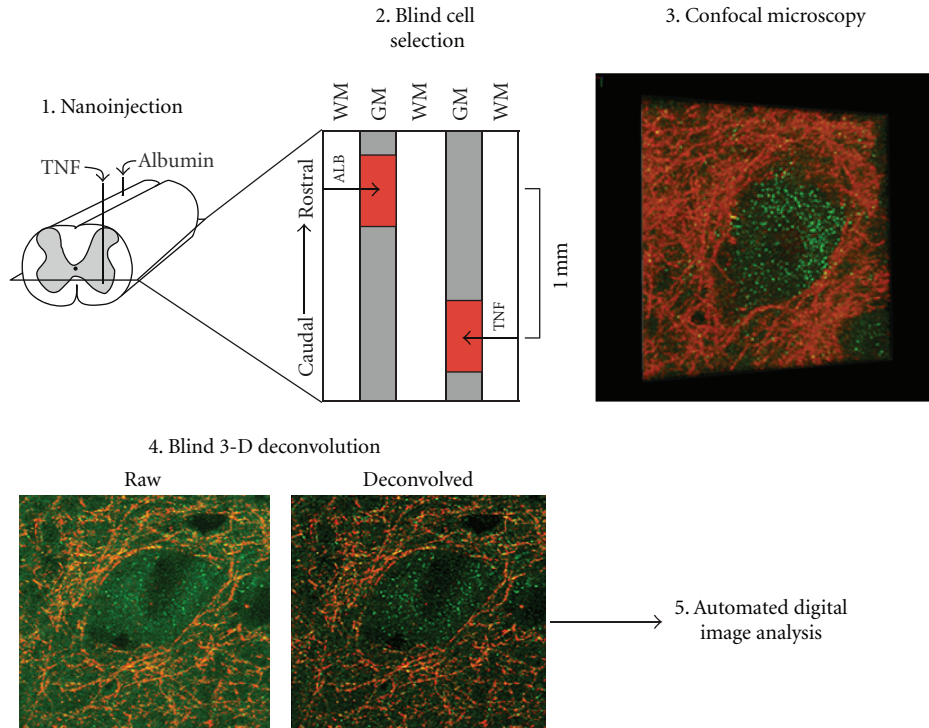 1. Nanoinjection
TNF
Albumin
2. Blind cell
selection
WM
GM
WM
GM
WM
Caudal
Rostral
ALB
TNF
1 mm
3. Confocal microscopy
4. Blind 3-D deconvolution
Raw
Deconvolved
5. Automated digital
image analysis